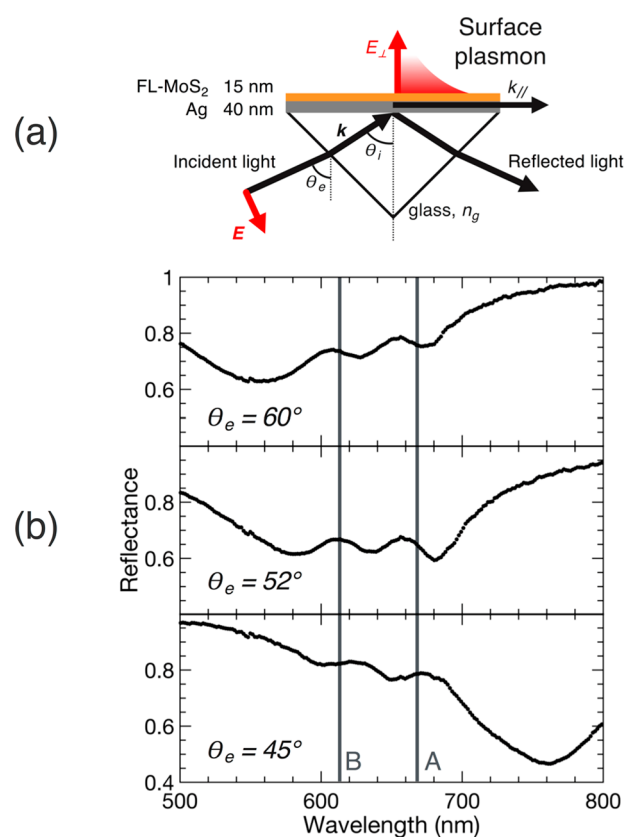 (a)
Surface
plasmon
E⊥
FL-MoS₂ 15 nm
Ag 40 nm
k//
k
Incident light
θi
Reflected light
θe
glass, ng
E
(b)
Reflectance
1
0.8
0.6
θe = 60°
0.8
0.6
θe = 52°
0.8
0.6
0.4
θe = 45°
B
A
500
600
700
800
Wavelength (nm)